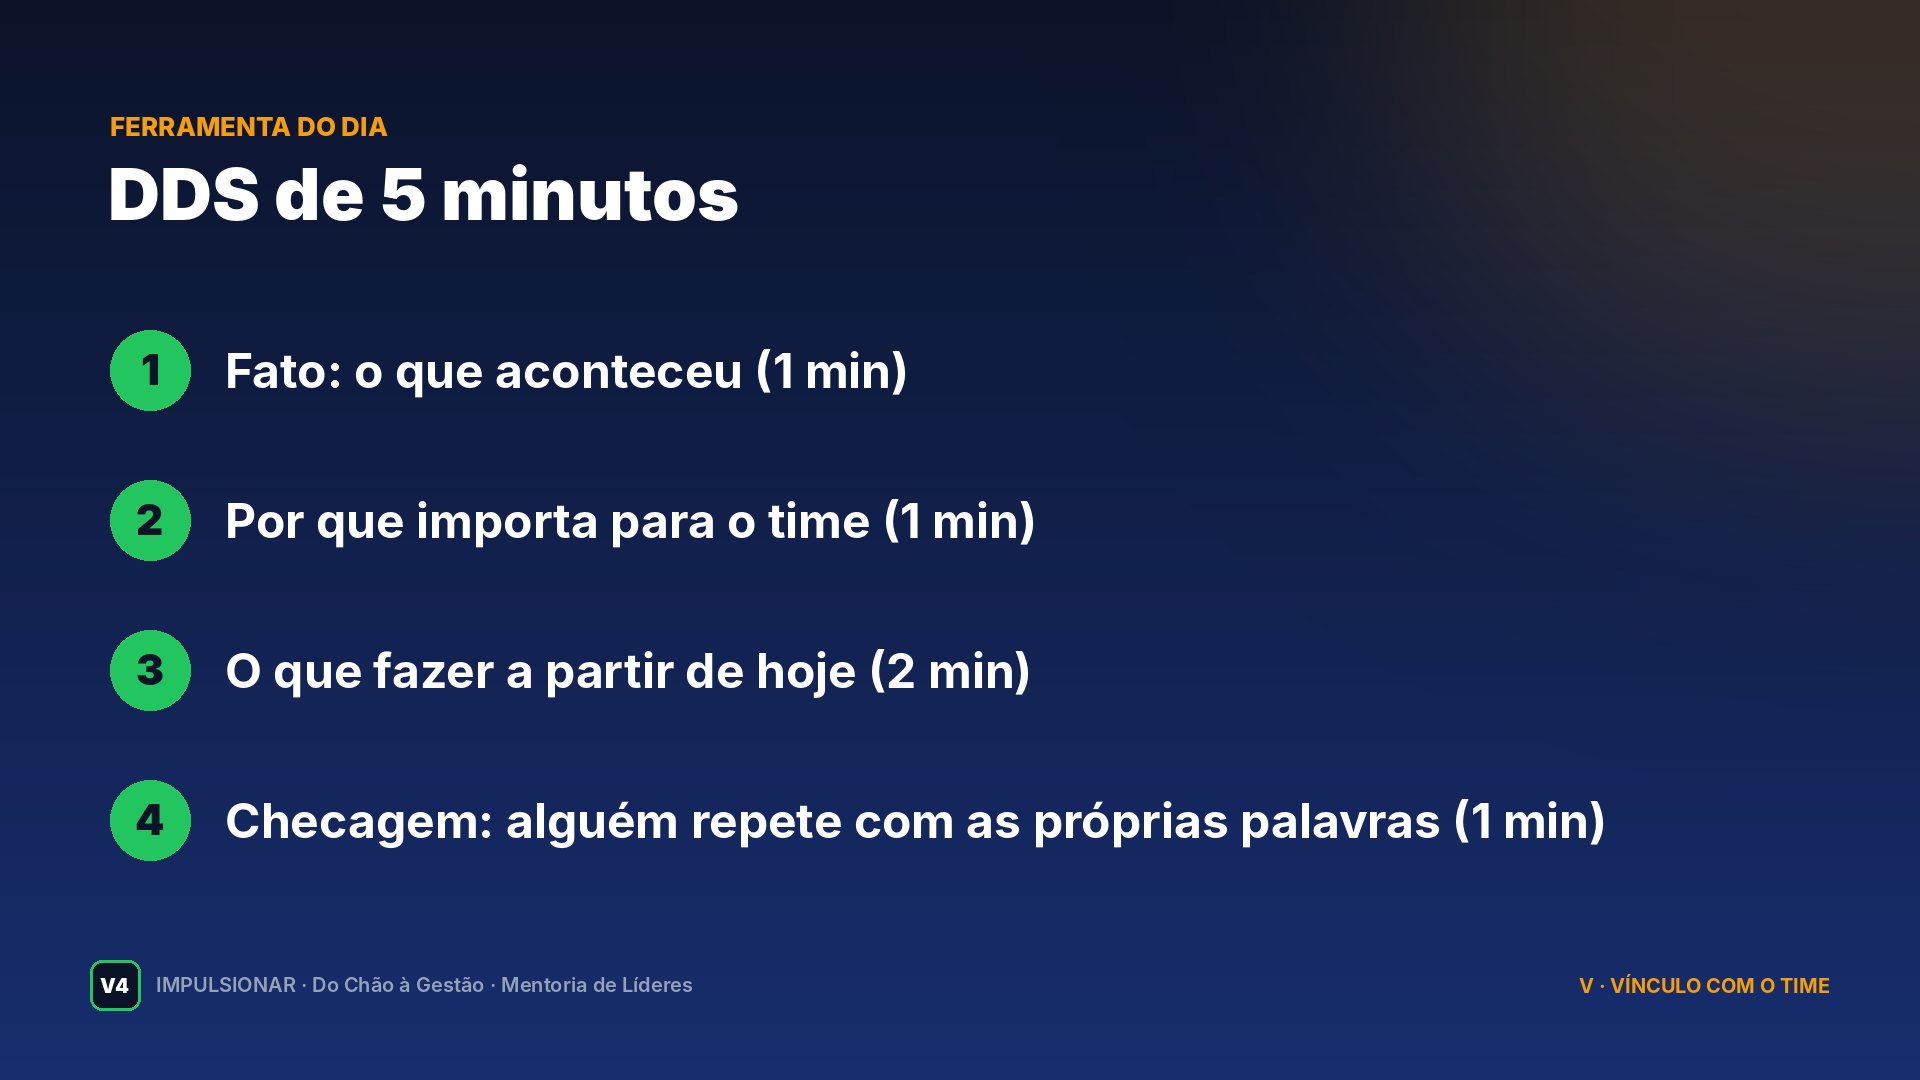 FERRAMENTA DO DIA
DDS de 5 minutos
1 Fato: o que aconteceu (1 min)
2 Por que importa para o time (1 min)
3 O que fazer a partir de hoje (2 min)
4 Checagem: alguém repete com as próprias palavras (1 min)
V4 IMPULSIONAR · Do Chão à Gestão · Mentoria de Líderes
V · VÍNCULO COM O TIME